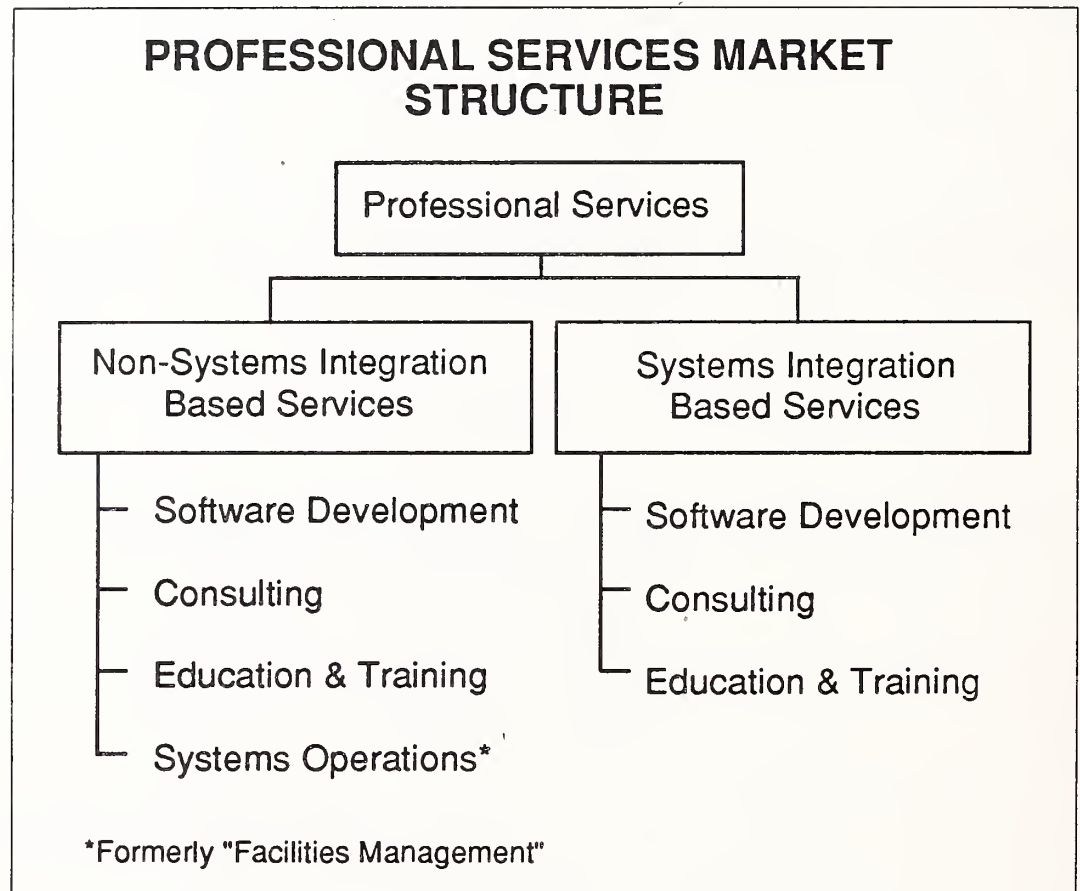 PROFESSIONAL SERVICES MARKET
STRUCTURE
Professional Services
Non-Systems Integration
Based Services
Software Development
Consulting
Education & Training
Systems Operations*
Systems Integration
Based Services
Software Development
Consulting
Education & Training
*Formerly "Facilities Management"